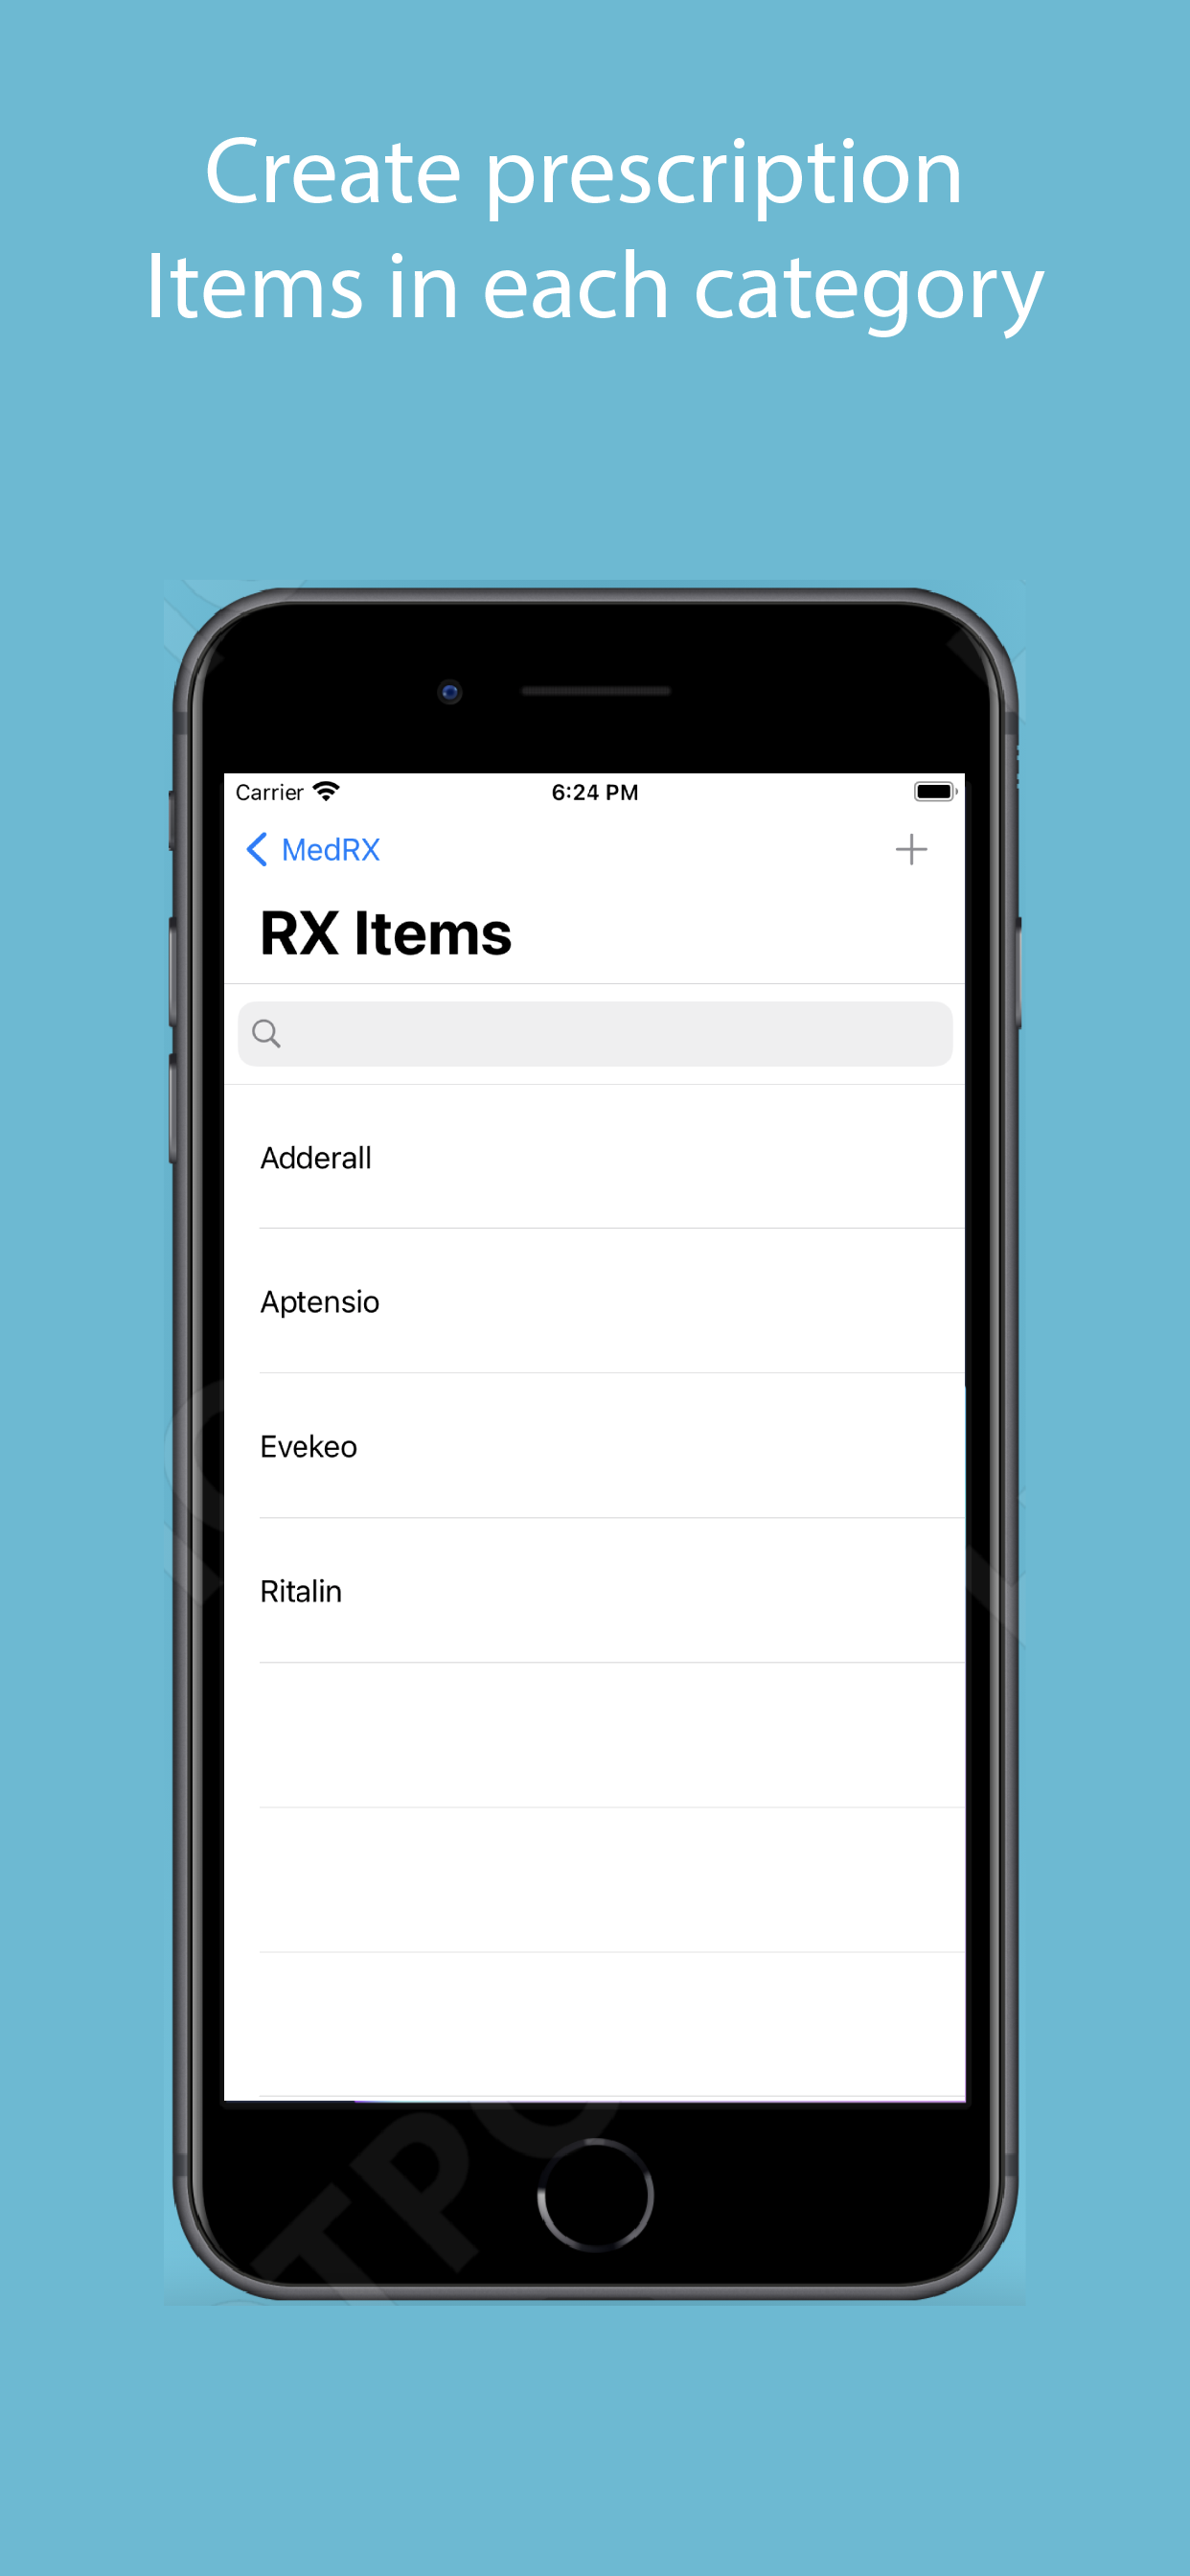 Create prescription
Items in each category
Carrier 6:24 PM
MedRX
RX Items
Adderall
Aptensio
Evekeo
Ritalin